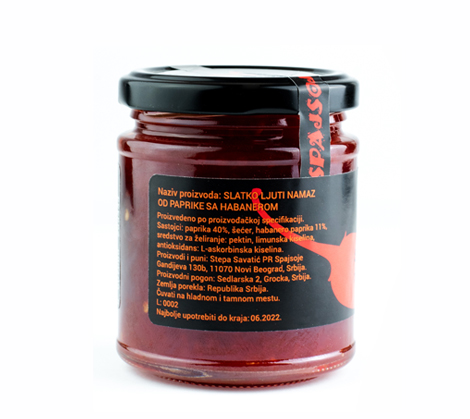 SPAJSO
Naziv proizvoda: SLATKO LJUTI NAMAZ
OD PAPRIKE SA HABANEROM
Proizvedeno po proizvođačkoj specifikaciji.
Sastojci: paprika 40%, šećer, habanero paprika 11%,
sredstvo za želiranje: pektin, limunska kiselina,
antioksidans: L-askorbinska kiselina.
Proizvodi i puni: Stepa Savatić PR Spajsoje
Gandijeva 130b, 11070 Novi Beograd, Srbija.
Proizvodni pogon: Sedlarska 2, Grocka, Srbija.
Zemlja porekla: Republika Srbija.
Čuvati na hladnom i tamnom mestu.
L: 0002
Najbolje upotrebiti do kraja: 06.2022.